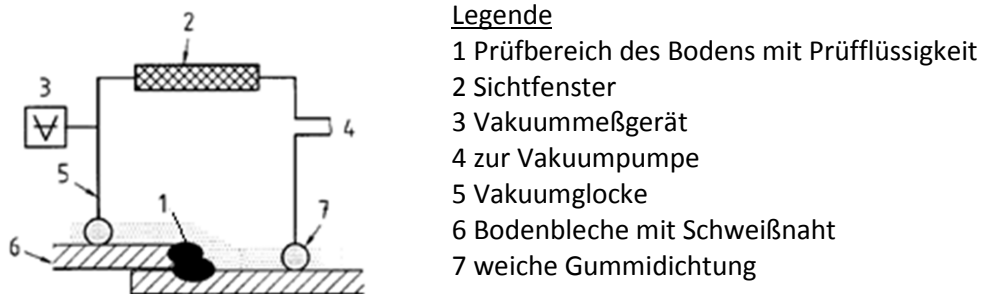 2
3
4
5
1
7
6
Legende
1 Prüfbereich des Bodens mit Prüfflüssigkeit
2 Sichtfenster
3 Vakuummeßgerät
4 zur Vakuumpumpe
5 Vakuumglocke
6 Bodenbleche mit Schweißnaht
7 weiche Gummidichtung